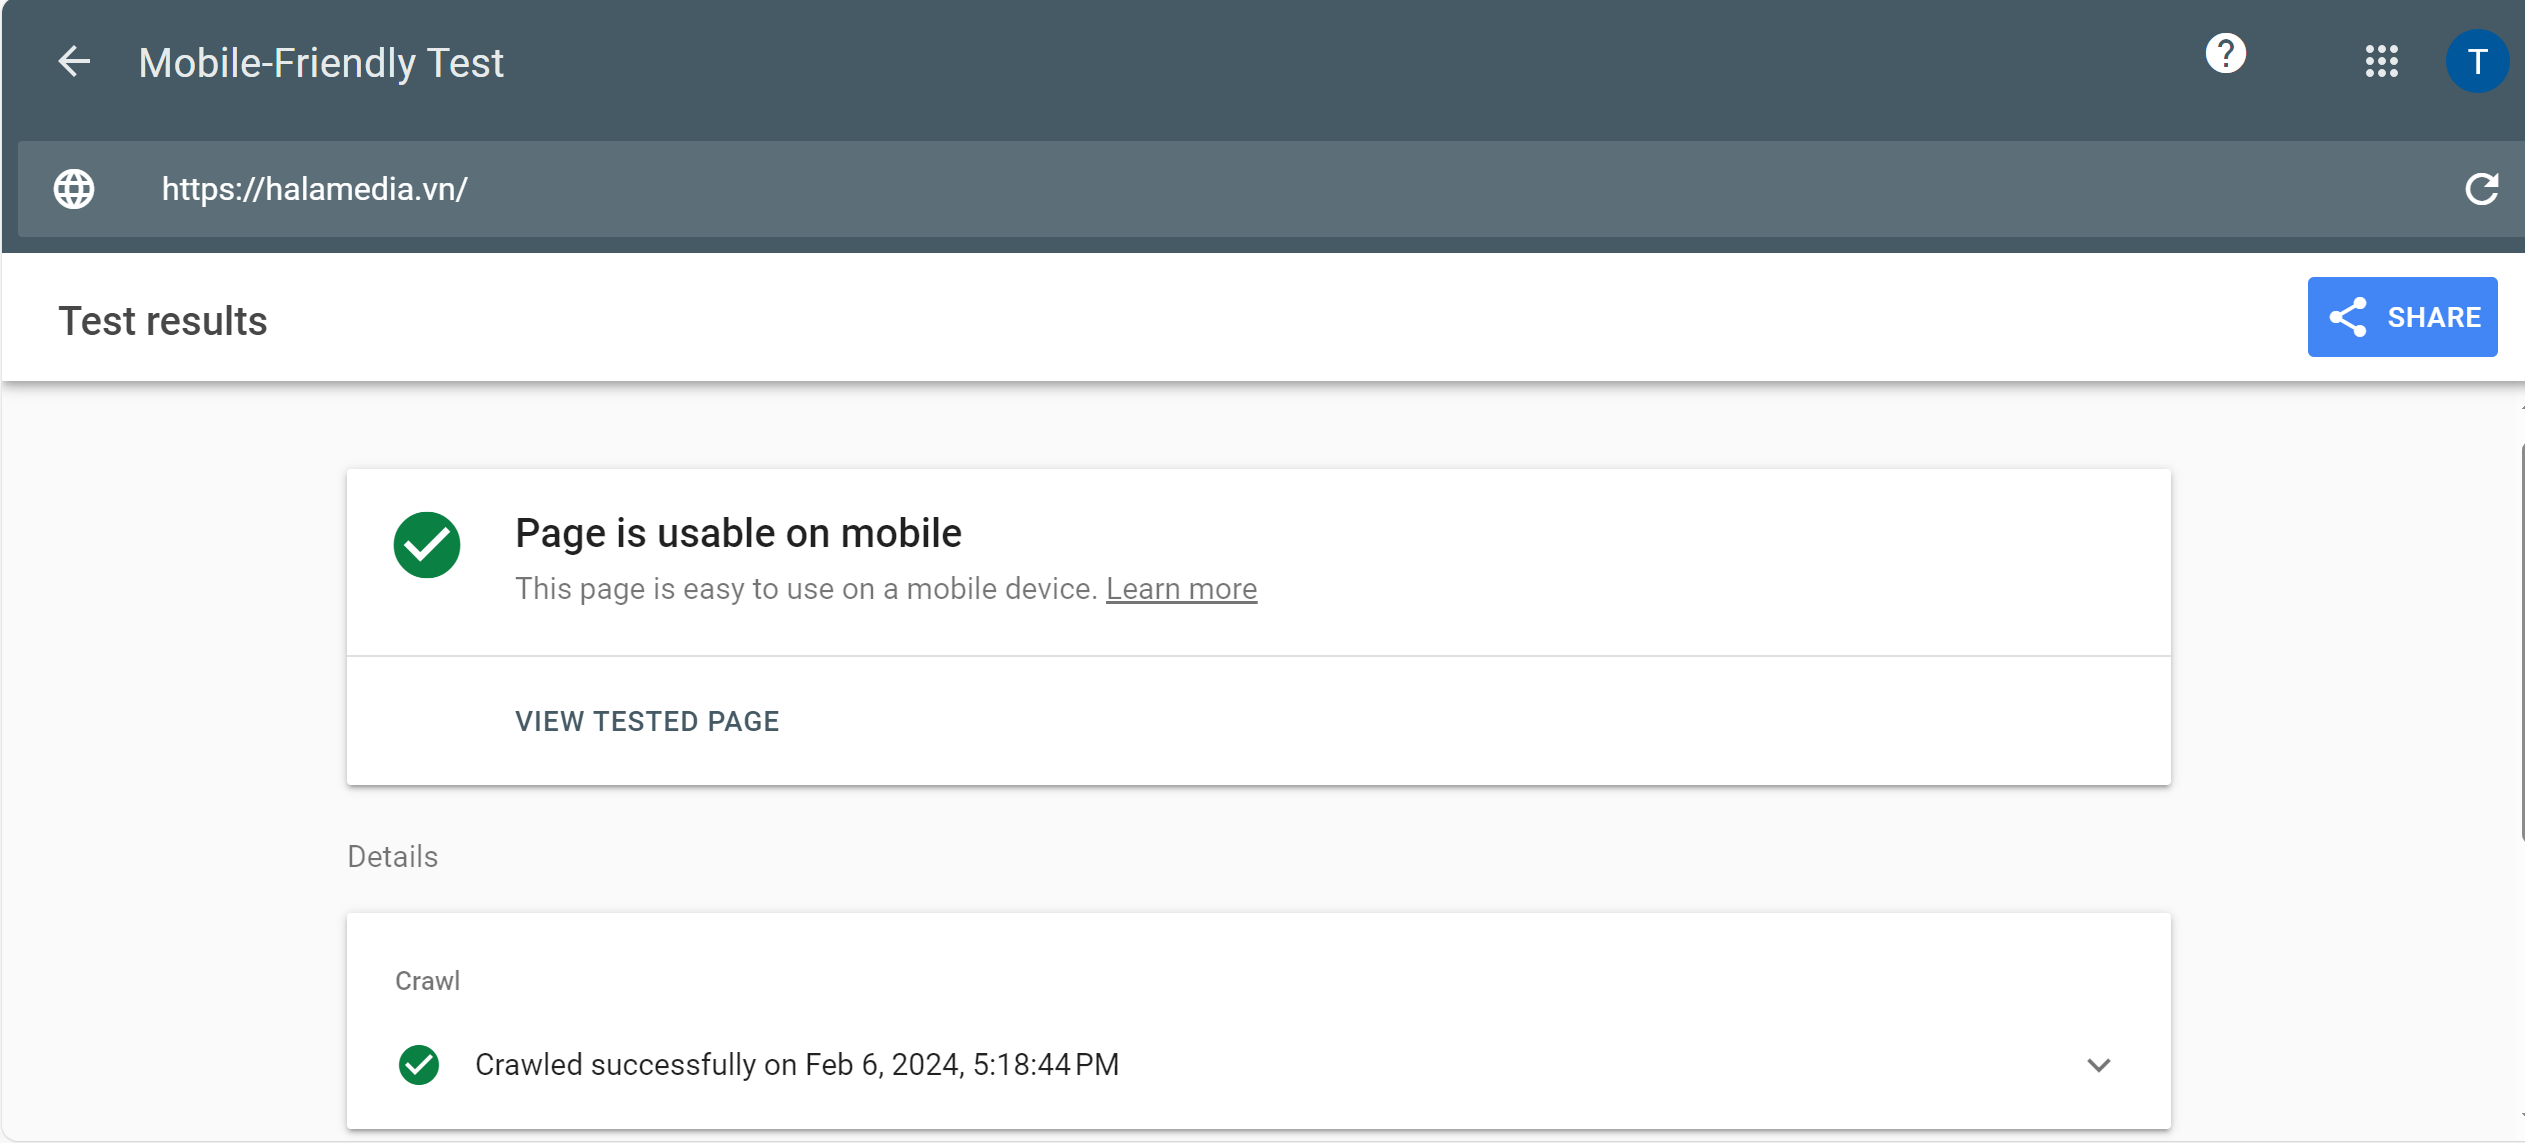 Mobile-Friendly Test
T
https://halamedia.vn/
Test results
SHARE
Page is usable on mobile
This page is easy to use on a mobile device. Learn more
VIEW TESTED PAGE
Details
Crawl
Crawled successfully on Feb 6, 2024, 5:18:44 PM